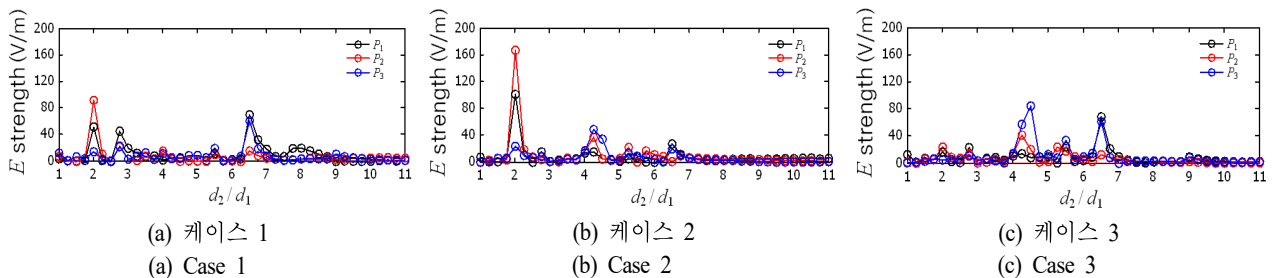 200
160
120
80
40
0
E strength (V/m)
P1
P2
P3
1 2 3 4 5 6 7 8 9 10 11
d2/d1
(a) 케이스 1
(a) Case 1
200
160
120
80
40
0
E strength (V/m)
P1
P2
P3
1 2 3 4 5 6 7 8 9 10 11
d2/d1
(b) 케이스 2
(b) Case 2
200
160
120
80
40
0
E strength (V/m)
P1
P2
P3
1 2 3 4 5 6 7 8 9 10 11
d2/d1
(c) 케이스 3
(c) Case 3